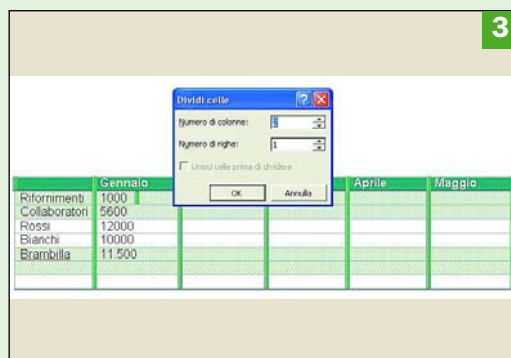 3
Dividi celle
Numero di colonne:
Numero di righe: 1
Unisci celle prima di dividere
OK Annulla
Gennaio Aprile Maggio
Rifornimenti 1000
Collaboratori 5600
Rossi 12000
Bianchi 10000
Brambilla 11.500